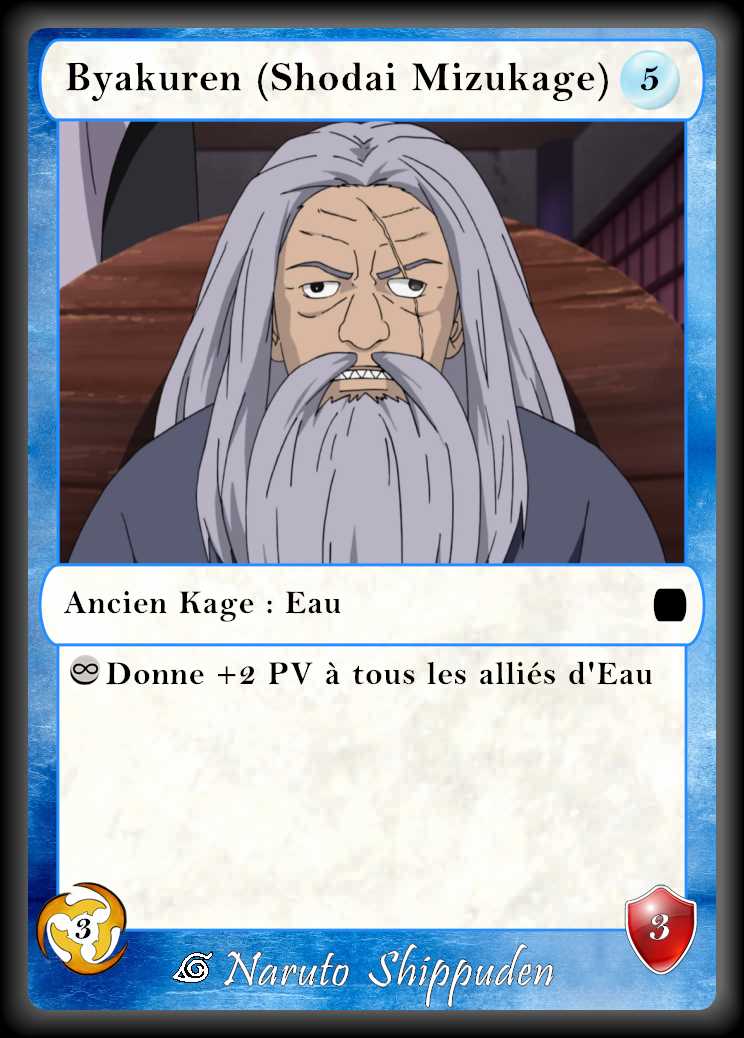 Byakuren (Shodai Mizukage) 5
Ancien Kage : Eau
∞ Donne +2 PV à tous les alliés d'Eau
3
3
Naruto Shippuden